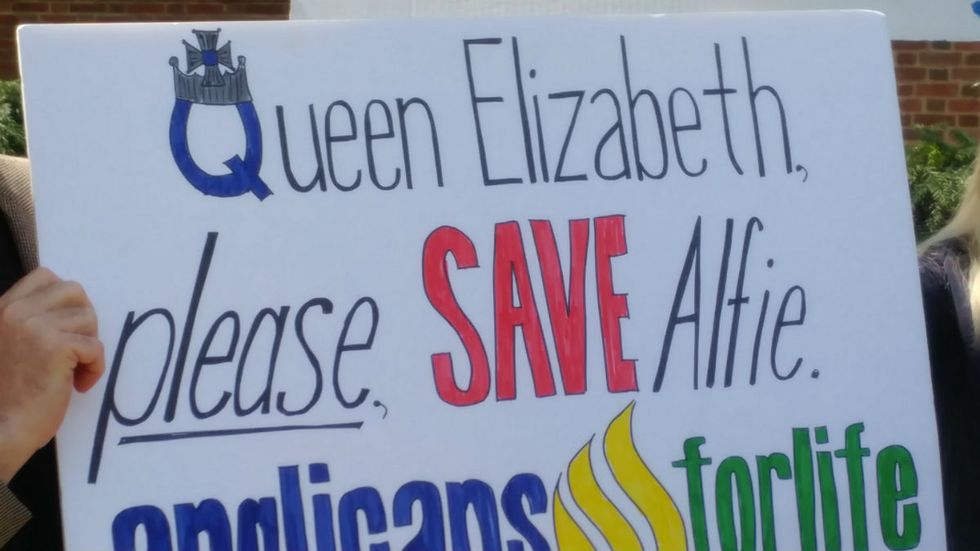 Queen Elizabeth,
please, SAVE Alfie.
anglicans forlife